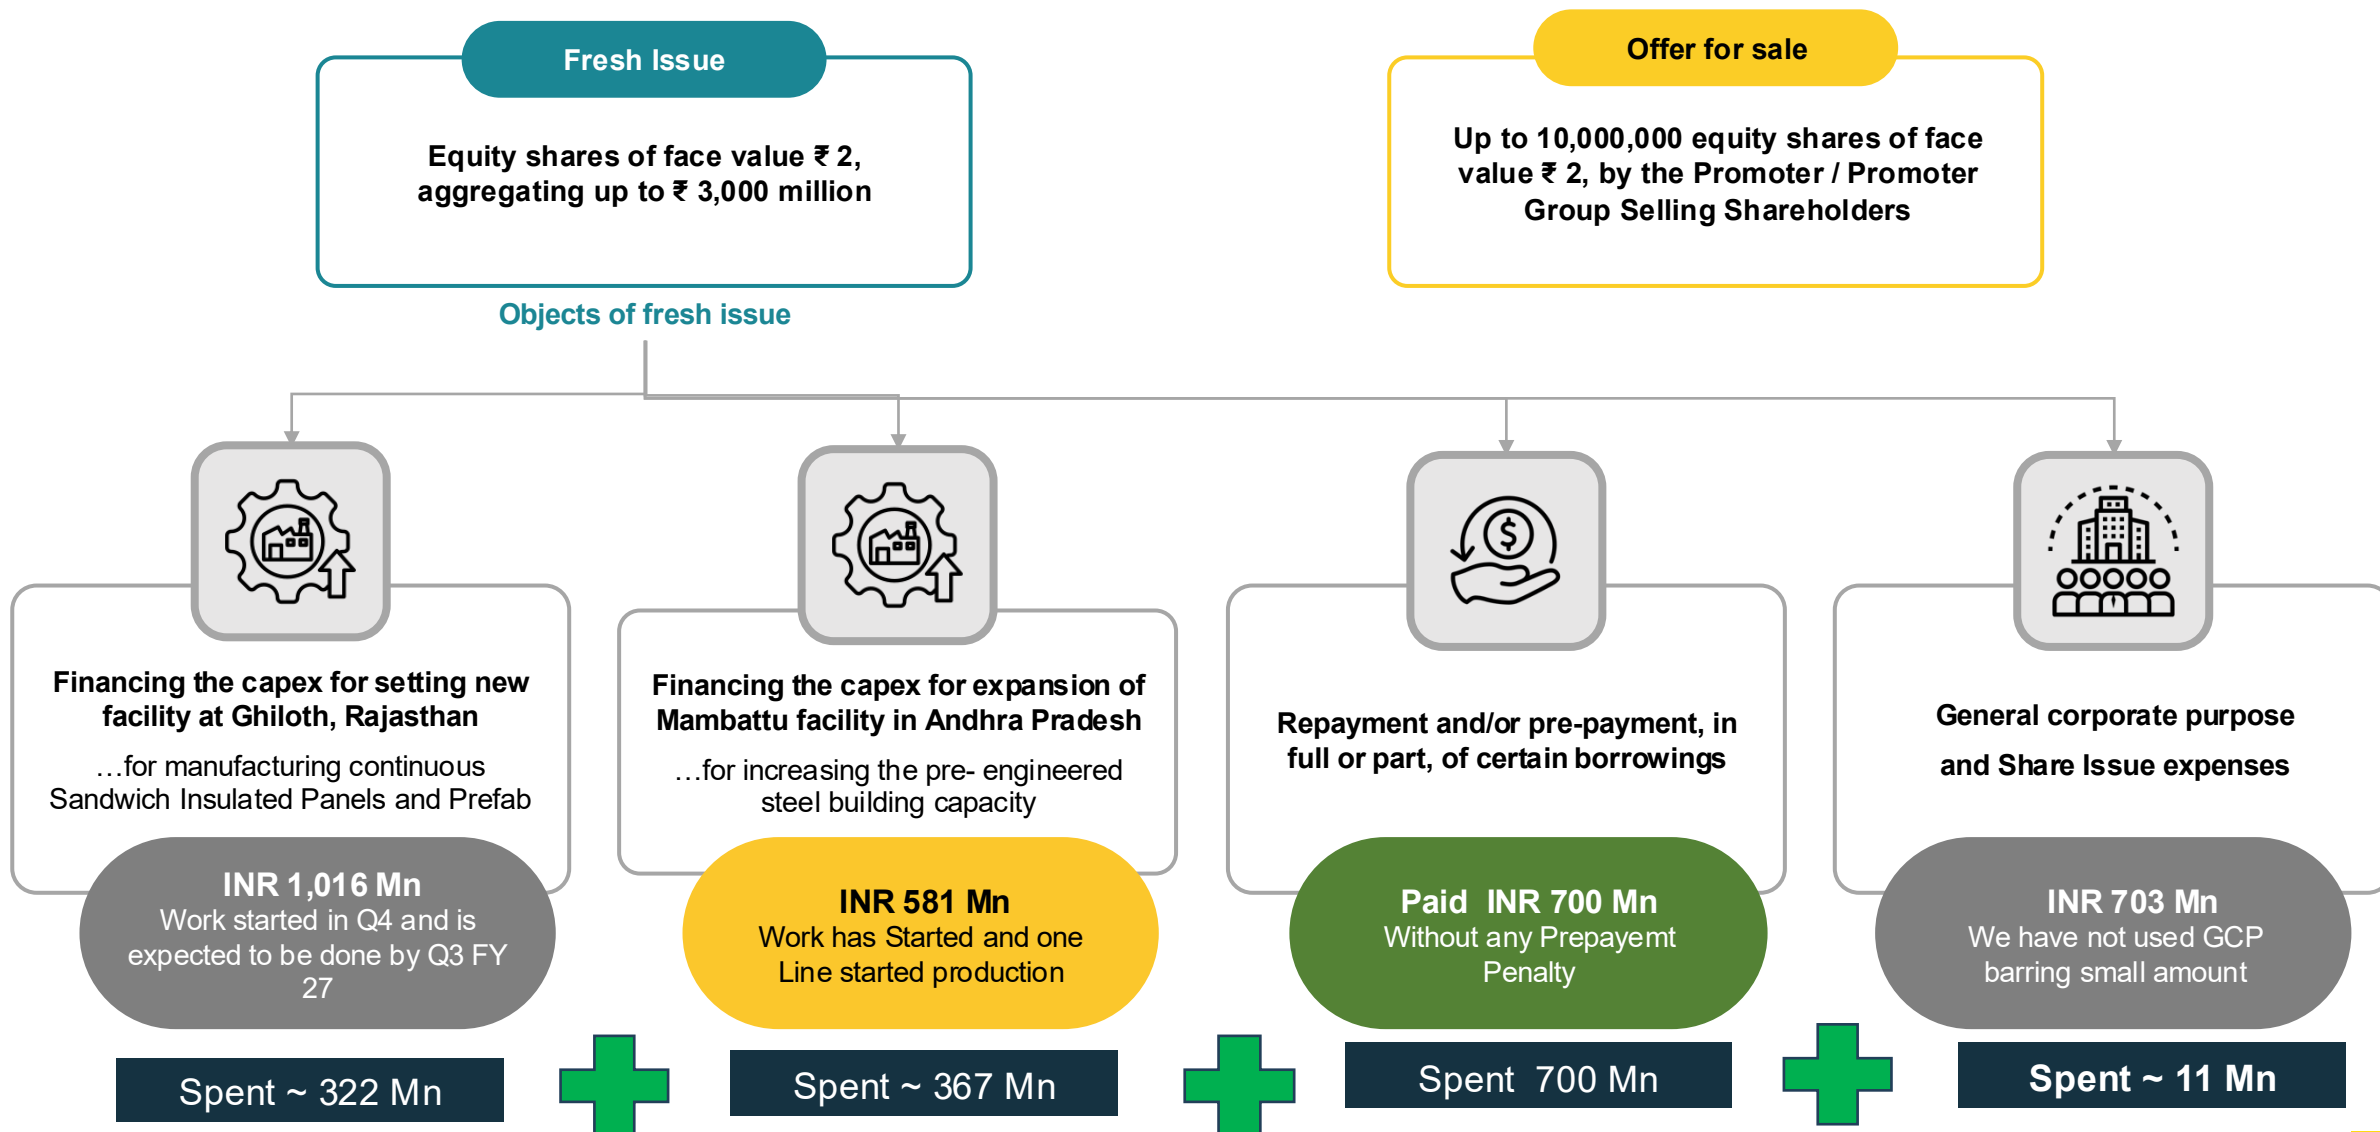 Fresh Issue
Equity shares of face value ₹ 2,
aggregating up to ₹ 3,000 million
Offer for sale
Up to 10,000,000 equity shares of face
value ₹ 2, by the Promoter / Promoter
Group Selling Shareholders
Objects of fresh issue
Financing the capex for setting new
facility at Ghiloth, Rajasthan
…for manufacturing continuous
Sandwich Insulated Panels and Prefab
INR 1,016 Mn
Work started in Q4 and is
expected to be done by Q3 FY
27
Spent ~ 322 Mn
Financing the capex for expansion of
Mambattu facility in Andhra Pradesh
…for increasing the pre- engineered
steel building capacity
INR 581 Mn
Work has Started and one
Line started production
Spent ~ 367 Mn
$
Repayment and/or pre-payment, in
full or part, of certain borrowings
Paid  INR 700 Mn
Without any Prepayemt
Penalty
Spent  700 Mn
General corporate purpose
and Share Issue expenses
INR 703 Mn
We have not used GCP
barring small amount
Spent ~ 11 Mn